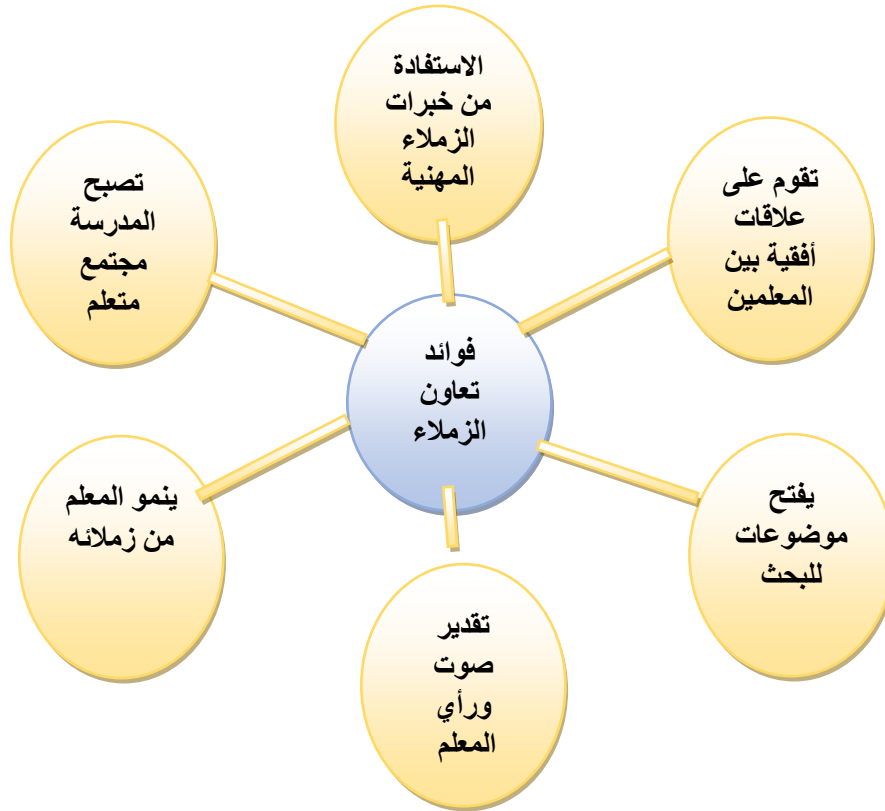 الاستفادة
من خبرات
الزملاء
المهنية
تقوم على
علاقات
أفقية بين
المعلمين
تصبح
المدرسة
مجتمع
متعلم
فوائد
تعاون
الزملاء
يفتح
موضوعات
للبحث
ينمو المعلم
من زملائه
تقدير
صوت
ورأي
المعلم